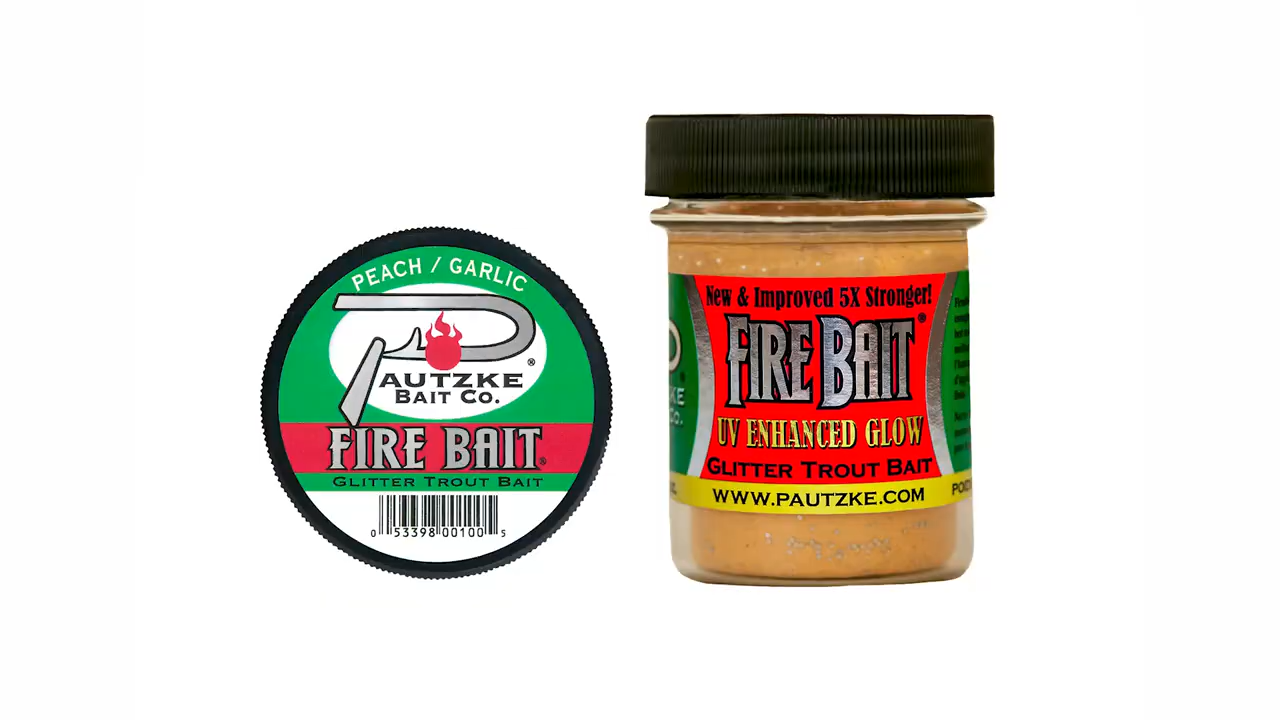 PEACH / GARLIC
PAUTZKE ®
BAIT CO.
FIRE BAIT®
GLITTER TROUT BAIT
0 53398 00100 5
New & Improved 5X Stronger!
FIRE BAIT®
UV ENHANCED GLOW
GLITTER TROUT BAIT
WWW.PAUTZKE.COM